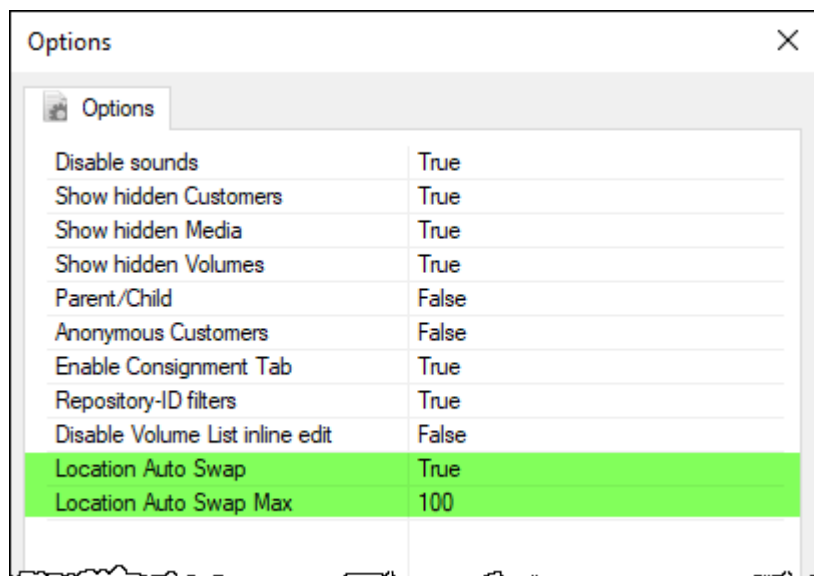 Options
Options
Disable sounds True
Show hidden Customers True
Show hidden Media True
Show hidden Volumes True
Parent/Child False
Anonymous Customers False
Enable Consignment Tab True
Repository-ID filters True
Disable Volume List inline edit False
Location Auto Swap True
Location Auto Swap Max 100